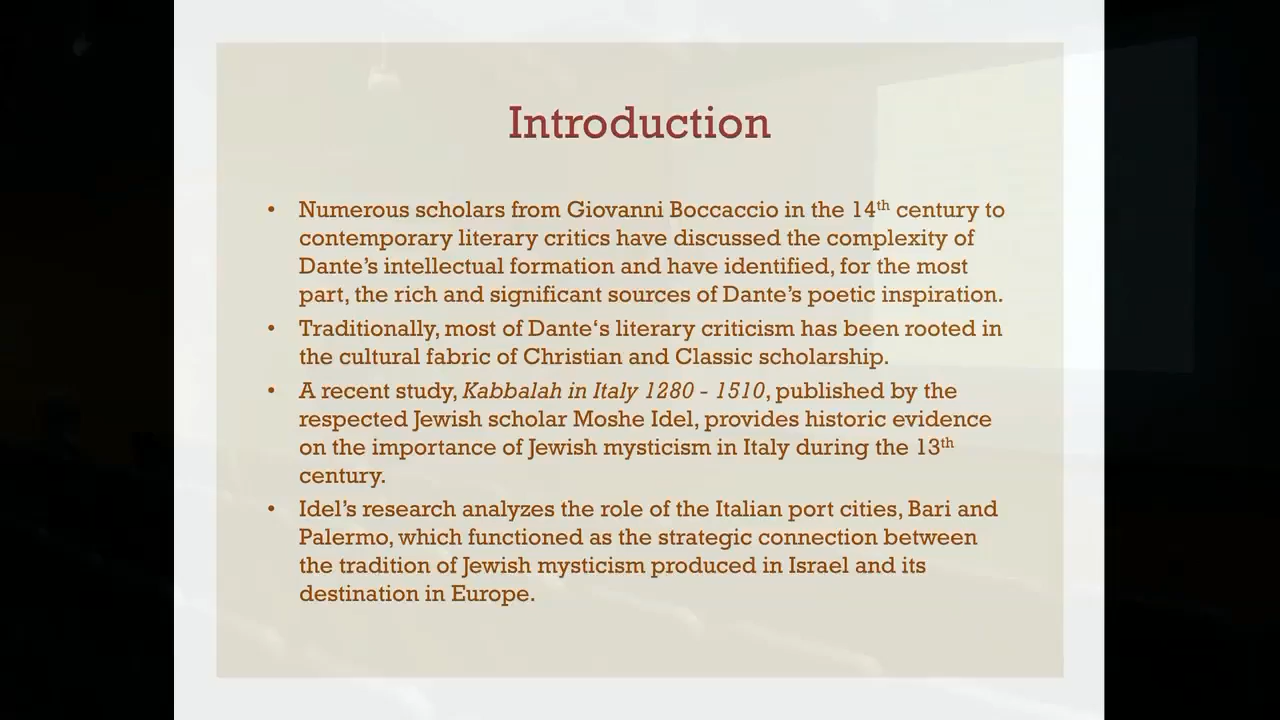 Introduction
• Numerous scholars from Giovanni Boccaccio in the 14th century to
contemporary literary critics have discussed the complexity of
Dante’s intellectual formation and have identified, for the most
part, the rich and significant sources of Dante’s poetic inspiration.
• Traditionally, most of Dante‘s literary criticism has been rooted in
the cultural fabric of Christian and Classic scholarship.
• A recent study, Kabbalah in Italy 1280 - 1510, published by the
respected Jewish scholar Moshe Idel, provides historic evidence
on the importance of Jewish mysticism in Italy during the 13th
century.
• Idel’s research analyzes the role of the Italian port cities, Bari and
Palermo, which functioned as the strategic connection between
the tradition of Jewish mysticism produced in Israel and its
destination in Europe.